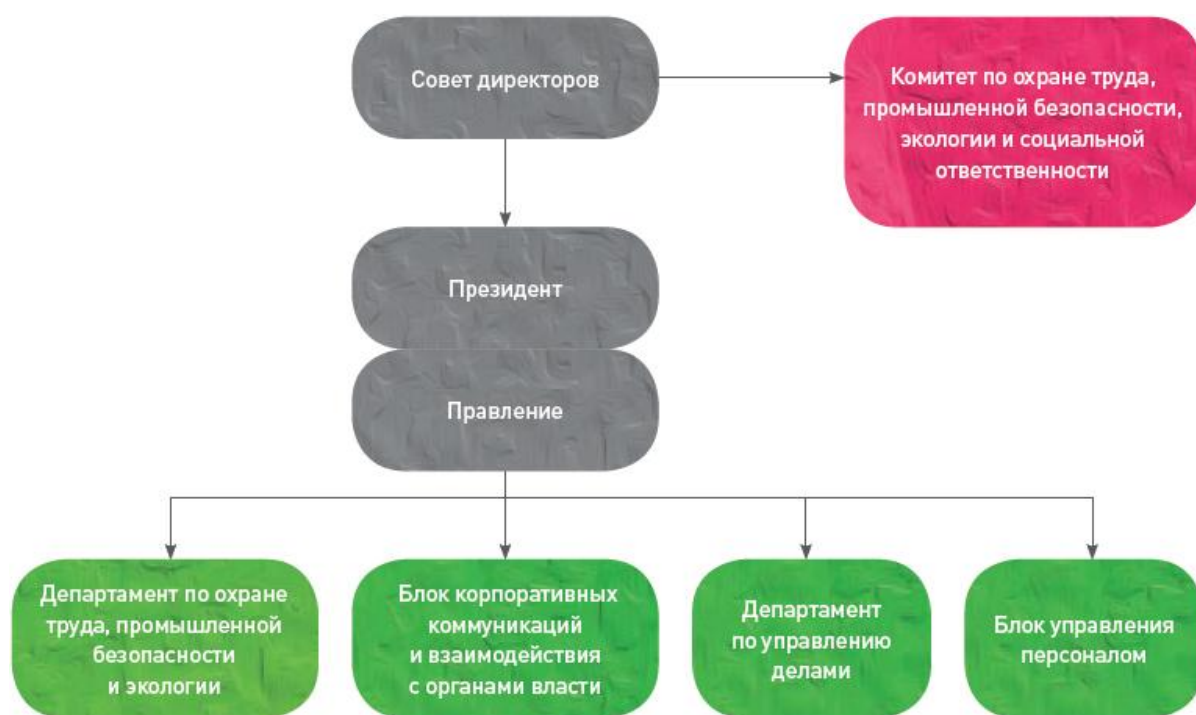 Совет директоров
Комитет по охране труда,
промышленной безопасности,
экологии и социальной
ответственности
Президент
Правление
Департамент по охране
труда, промышленной
безопасности
и экологии
Блок корпоративных
коммуникаций
и взаимодействия
с органами власти
Департамент
по управлению
делами
Блок управления
персоналом